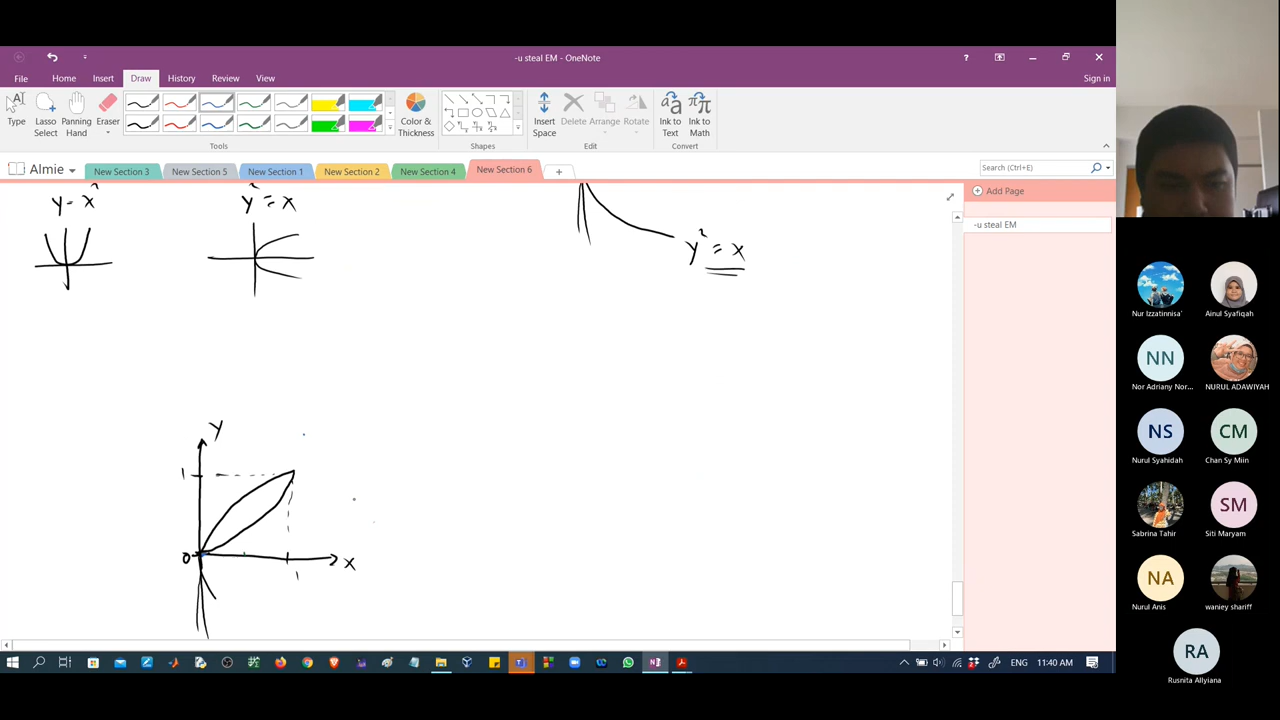 -u steal EM - OneNote
File Home Insert Draw History Review View
Sign in
Type
Lasso Select
Panning Hand
Eraser
Color & Thickness
Insert Space
Delete
Arrange
Rotate
Ink to Text
Ink to Math
Tools
Shapes
Edit
Convert
Almie
New Section 3
New Section 5
New Section 1
New Section 2
New Section 4
New Section 6
Search (Ctrl+E)
Add Page
-u steal EM
y = x²
y² = x
y² = x
y
1
0
1
x
Nur Izzatinnisa'
Ainul Syafiqah
NN
Nor Adriany Nor...
NURUL ADAWIYAH
NS
Nurul Syahidah
CM
Chan Sy Miin
Sabrina Tahir
SM
Siti Maryam
NA
Nurul Anis
waniey shariff
RA
Rusnita Allyiana
ENG
11:40 AM